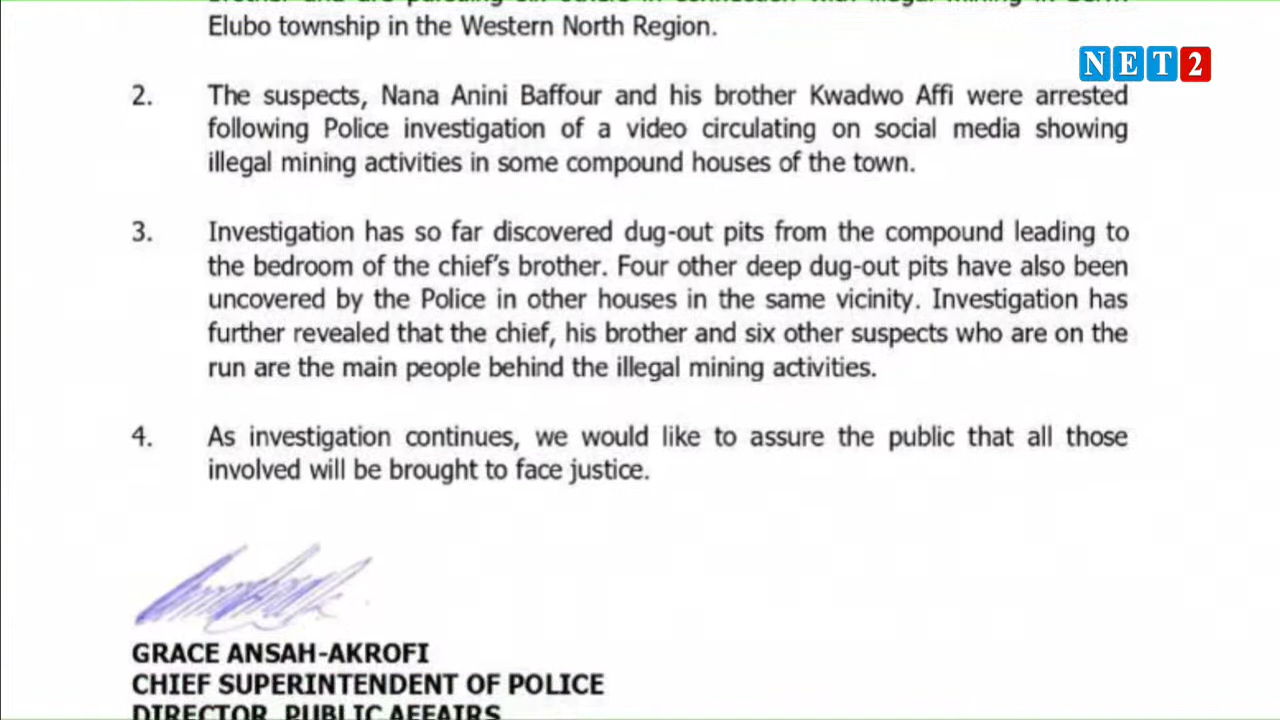 Elubo township in the Western North Region.
NET2
2. The suspects, Nana Anini Baffour and his brother Kwadwo Affi were arrested
following Police investigation of a video circulating on social media showing
illegal mining activities in some compound houses of the town.
3. Investigation has so far discovered dug-out pits from the compound leading to
the bedroom of the chief's brother. Four other deep dug-out pits have also been
uncovered by the Police in other houses in the same vicinity. Investigation has
further revealed that the chief, his brother and six other suspects who are on the
run are the main people behind the illegal mining activities.
4. As investigation continues, we would like to assure the public that all those
involved will be brought to face justice.
GRACE ANSAH-AKROFI
CHIEF SUPERINTENDENT OF POLICE
DIRECTOR, PUBLIC AFFAIRS